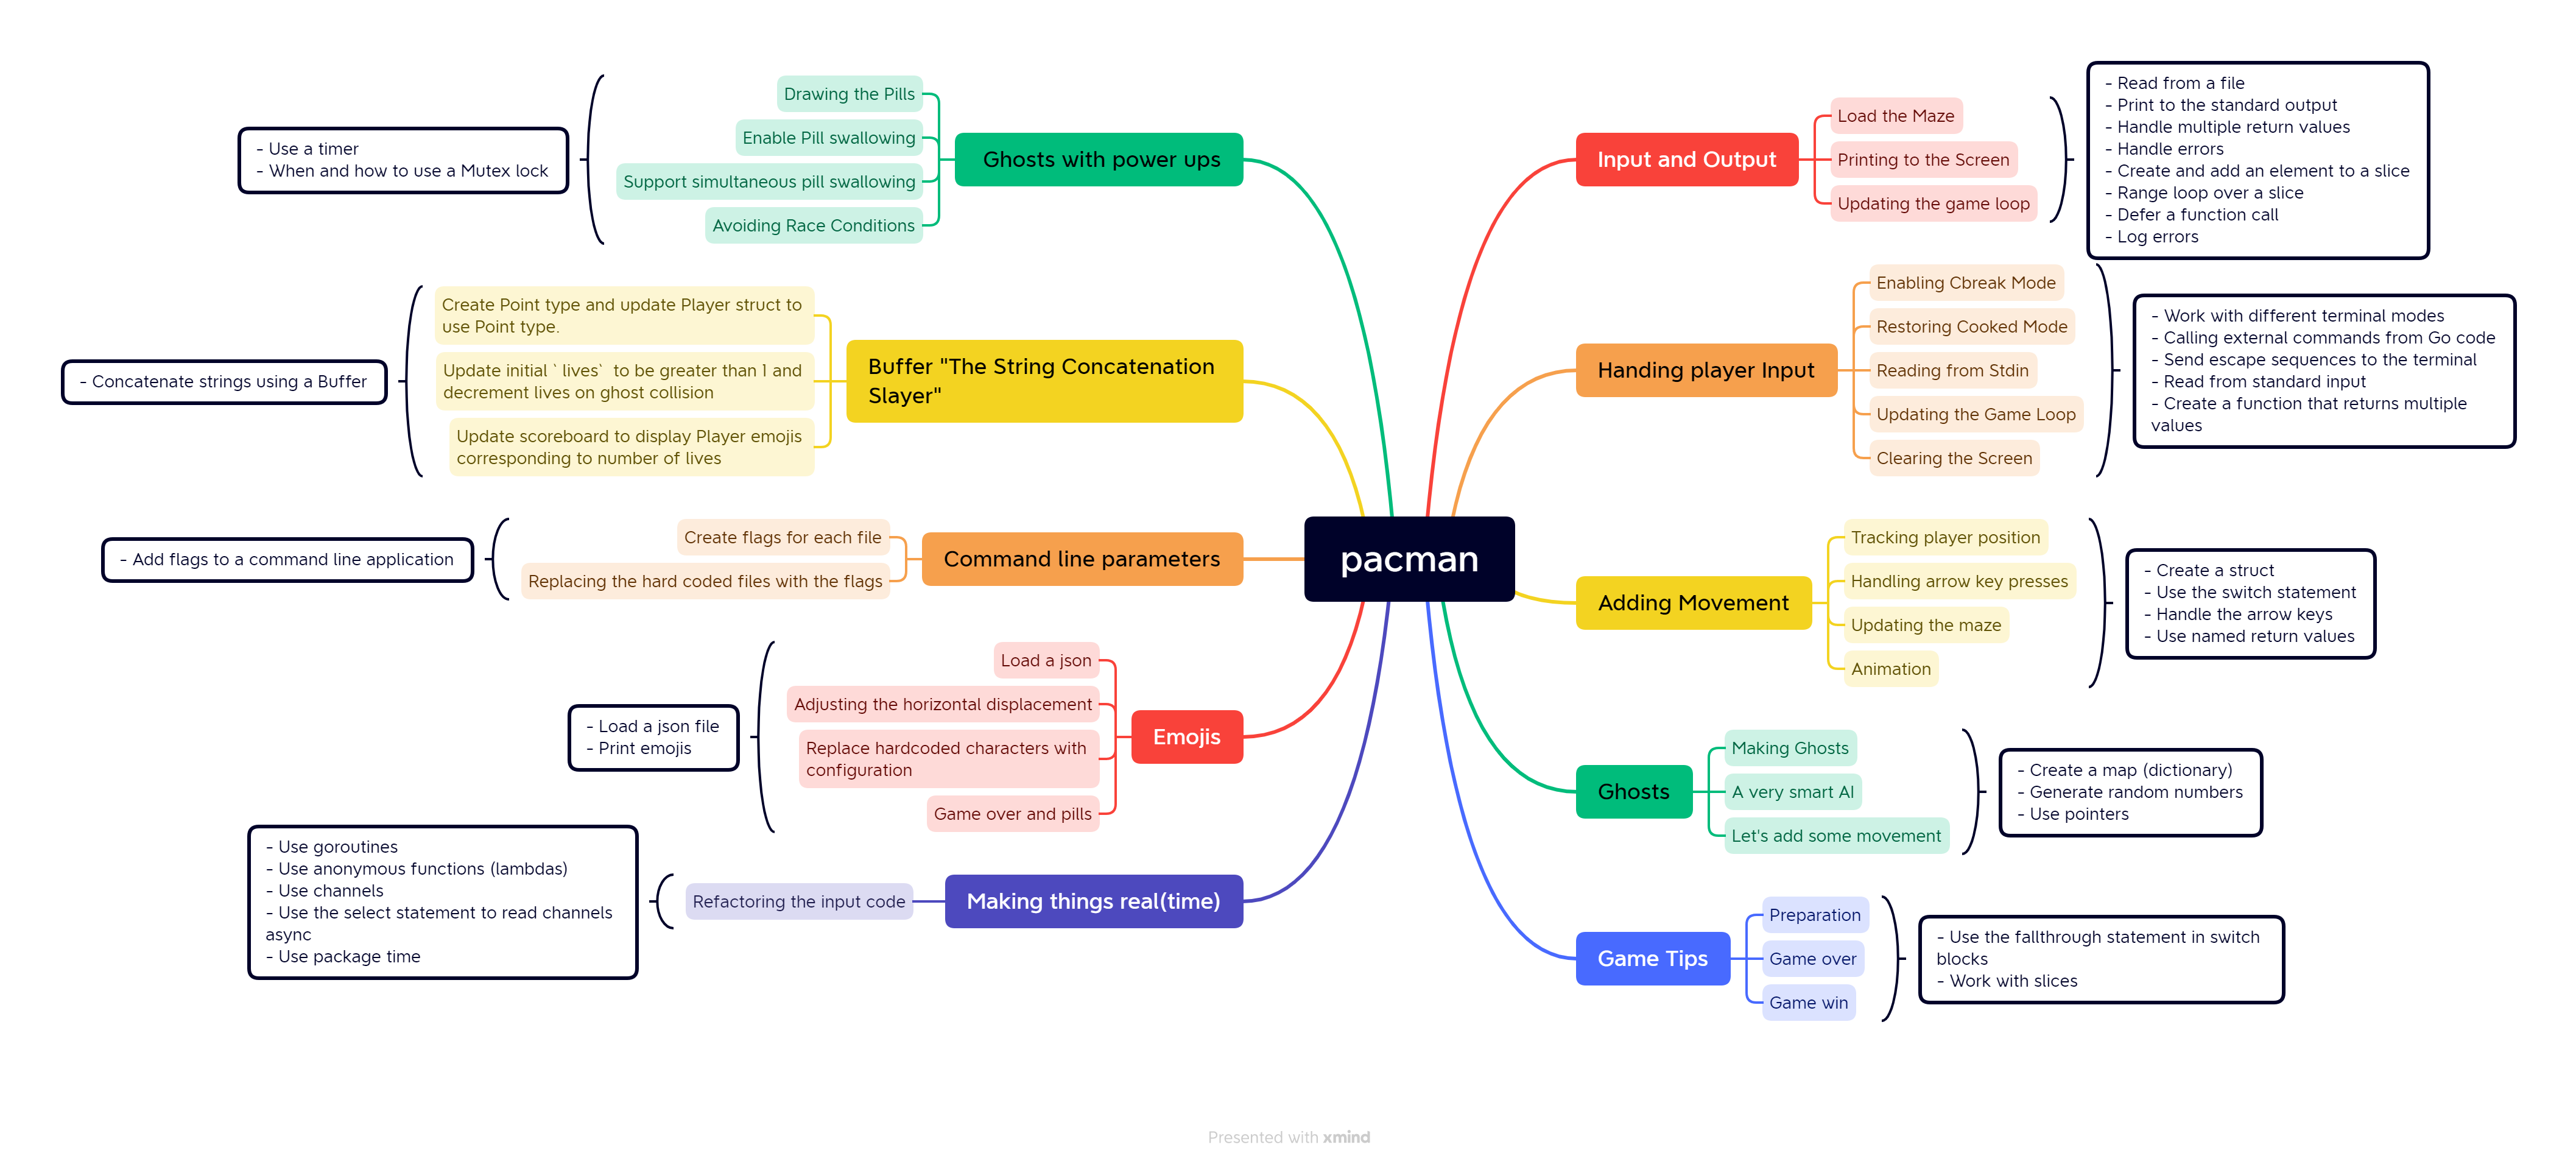 pacman
Input and Output
Load the Maze
Printing to the Screen
Updating the game loop
- Read from a file
- Print to the standard output
- Handle multiple return values
- Handle errors
- Create and add an element to a slice
- Range loop over a slice
- Defer a function call
- Log errors
Handing player Input
Enabling Cbreak Mode
Restoring Cooked Mode
Reading from Stdin
Updating the Game Loop
Clearing the Screen
- Work with different terminal modes
- Calling external commands from Go code
- Send escape sequences to the terminal
- Read from standard input
- Create a function that returns multiple
values
Adding Movement
Tracking player position
Handling arrow key presses
Updating the maze
Animation
- Create a struct
- Use the switch statement
- Handle the arrow keys
- Use named return values
Ghosts
Making Ghosts
A very smart AI
Let's add some movement
- Create a map (dictionary)
- Generate random numbers
- Use pointers
Game Tips
Preparation
Game over
Game win
- Use the fallthrough statement in switch
blocks
- Work with slices
Making things real(time)
Refactoring the input code
- Use goroutines
- Use anonymous functions (lambdas)
- Use channels
- Use the select statement to read channels
async
- Use package time
Emojis
Load a json
Adjusting the horizontal displacement
Replace hardcoded characters with
configuration
Game over and pills
- Load a json file
- Print emojis
Command line parameters
Create flags for each file
Replacing the hard coded files with the flags
- Add flags to a command line application
Buffer "The String Concatenation
Slayer"
Create Point type and update Player struct to
use Point type.
Update initial `lives` to be greater than 1 and
decrement lives on ghost collision
Update scoreboard to display Player emojis
corresponding to number of lives
- Concatenate strings using a Buffer
Ghosts with power ups
Drawing the Pills
Enable Pill swallowing
Support simultaneous pill swallowing
Avoiding Race Conditions
- Use a timer
- When and how to use a Mutex lock
Presented with xmind